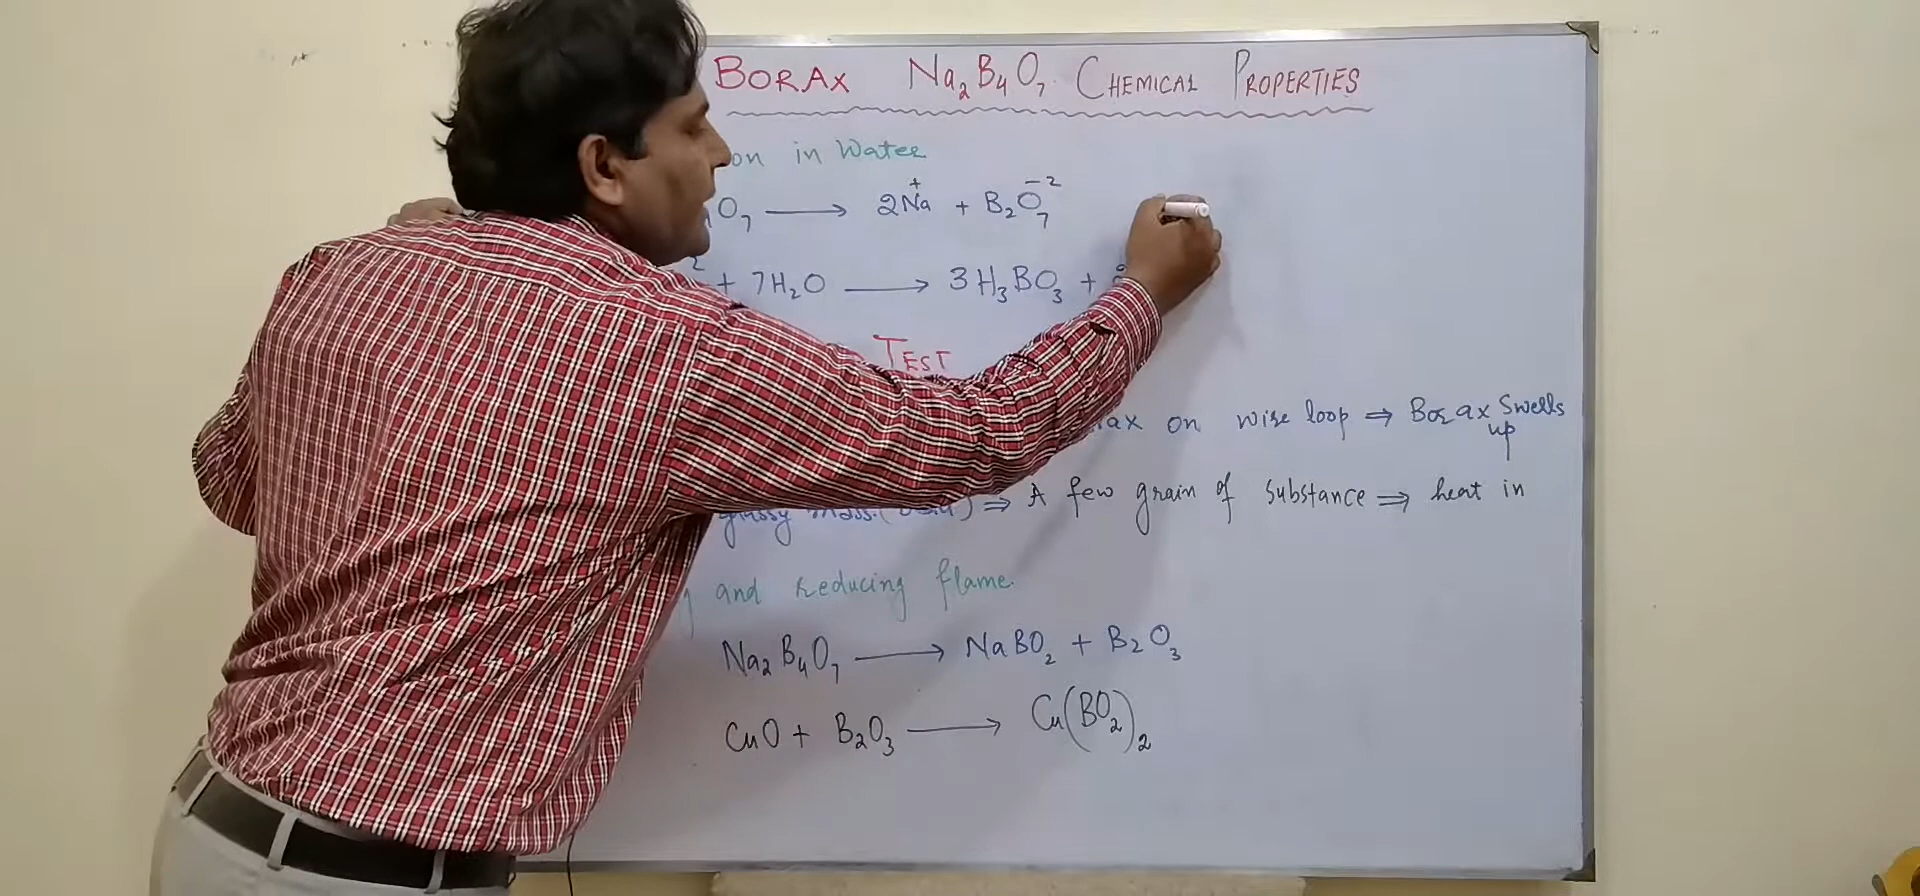 BORAX Na₂B₄O₇. CHEMICAL PROPERTIES
on in Water
O₇ ⟶ 2Na⁺ + B₂O₇⁻²
² + 7H₂O ⟶ 3H₃BO₃ +
TEST
ax on wire loop ⇒ Borax Swells up
glassy mass. ( ) ⇒ A few grain of Substance ⇒ heat in
and reducing flame.
Na₂B₄O₇ ⟶ NaBO₂ + B₂O₃
CuO + B₂O₃ ⟶ Cu(BO₂)₂